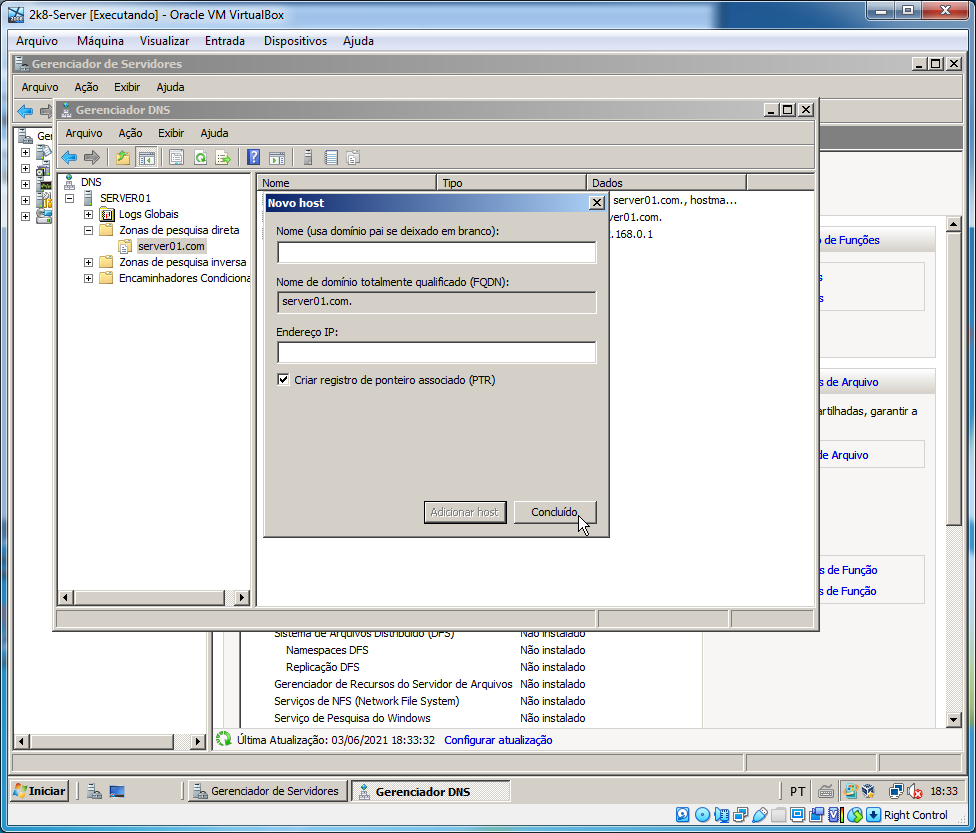 2k8-Server [Executando] - Oracle VM VirtualBox
Arquivo Máquina Visualizar Entrada Dispositivos Ajuda
Gerenciador de Servidores
Arquivo Ação Exibir Ajuda
Gerenciador DNS
Arquivo Ação Exibir Ajuda
DNS
SERVER01
Logs Globais
Zonas de pesquisa direta
server01.com
Zonas de pesquisa inversa
Encaminhadores Condiciona
Nome Tipo Dados
server01.com., hostma...
ver01.com.
.168.0.1
Novo host
Nome (usa domínio pai se deixado em branco):
Nome de domínio totalmente qualificado (FQDN):
server01.com.
Endereço IP:
Criar registro de ponteiro associado (PTR)
Adicionar host Concluído
o de Funções
s
s
s de Arquivo
artilhadas, garantir a
de Arquivo
s de Função
s de Função
Sistema de Arquivos Distribuído (DFS) Não instalado
Namespaces DFS Não instalado
Replicação DFS Não instalado
Gerenciador de Recursos do Servidor de Arquivos Não instalado
Serviços de NFS (Network File System) Não instalado
Serviço de Pesquisa do Windows Não instalado
Última Atualização: 03/06/2021 18:33:32 Configurar atualização
Iniciar Gerenciador de Servidores Gerenciador DNS PT 18:33
Right Control